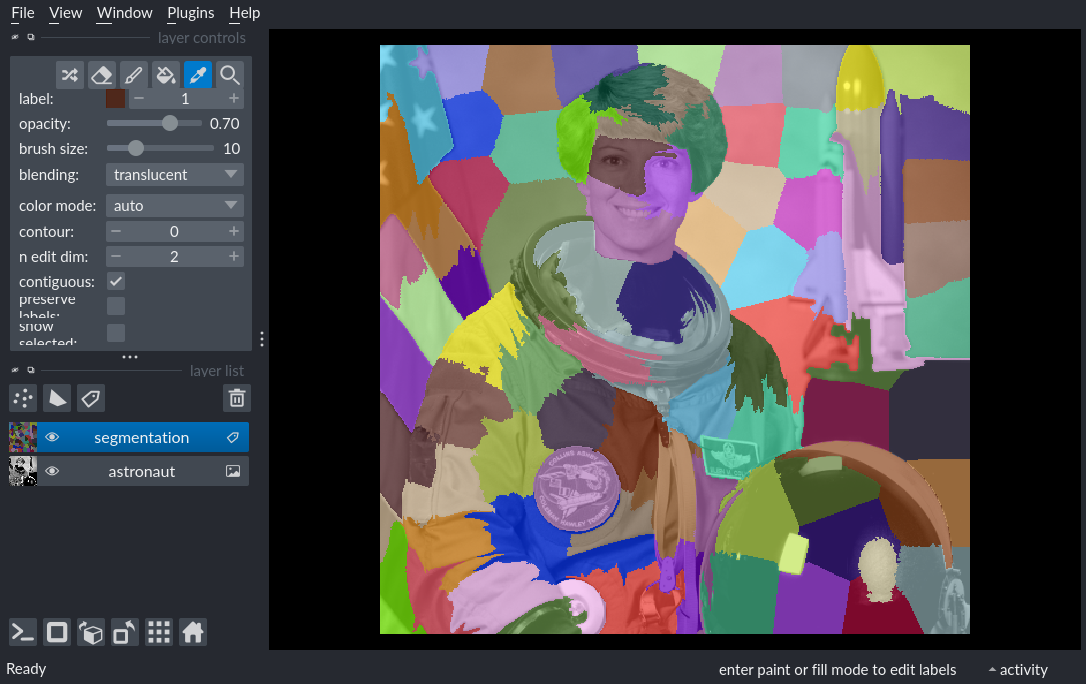 File View Window Plugins Help
layer controls
label: − 1 +
opacity: 0.70
brush size: 10
blending: translucent
color mode: auto
contour: − 0 +
n edit dim: − 2 +
contiguous:
preserve
labels:
show
selected:
layer list
segmentation
astronaut
Ready
enter paint or fill mode to edit labels
activity